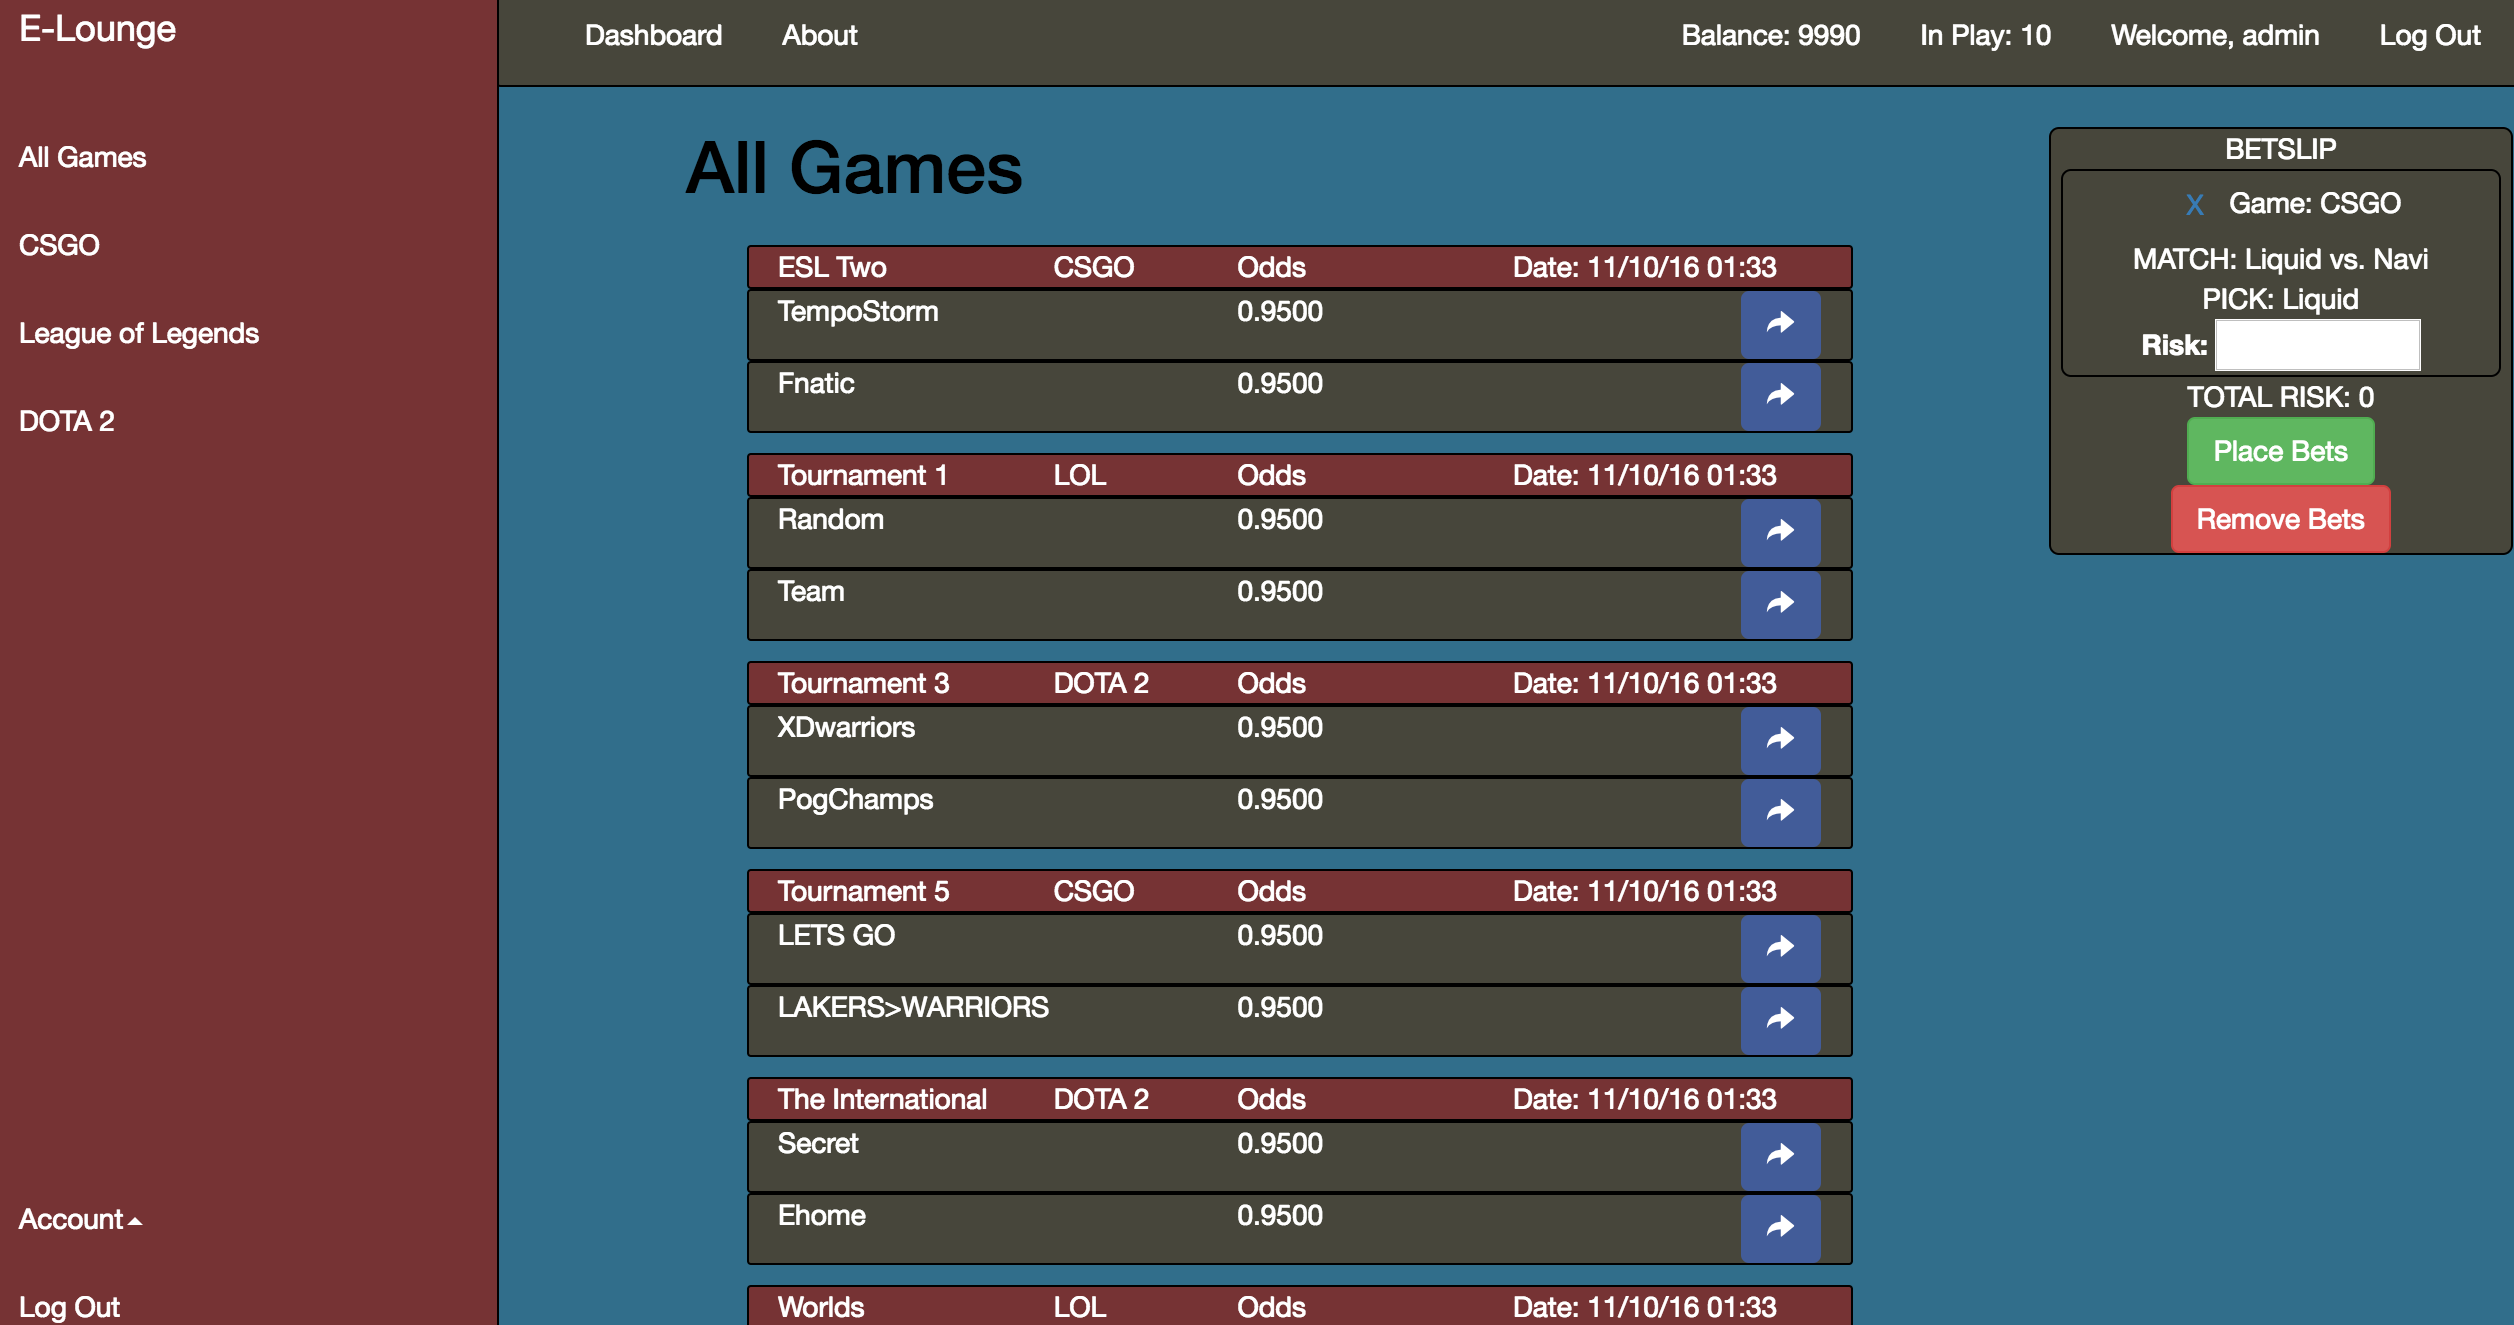 E-Lounge
All Games
CSGO
League of Legends
DOTA 2
Account
Log Out
Dashboard About Balance: 9990 In Play: 10 Welcome, admin Log Out
All Games
ESL Two CSGO Odds Date: 11/10/16 01:33
TempoStorm 0.9500
Fnatic 0.9500
Tournament 1 LOL Odds Date: 11/10/16 01:33
Random 0.9500
Team 0.9500
Tournament 3 DOTA 2 Odds Date: 11/10/16 01:33
XDwarriors 0.9500
PogChamps 0.9500
Tournament 5 CSGO Odds Date: 11/10/16 01:33
LETS GO 0.9500
LAKERS>WARRIORS 0.9500
The International DOTA 2 Odds Date: 11/10/16 01:33
Secret 0.9500
Ehome 0.9500
Worlds LOL Odds Date: 11/10/16 01:33
BETSLIP
X Game: CSGO
MATCH: Liquid vs. Navi
PICK: Liquid
Risk:
TOTAL RISK: 0
Place Bets
Remove Bets